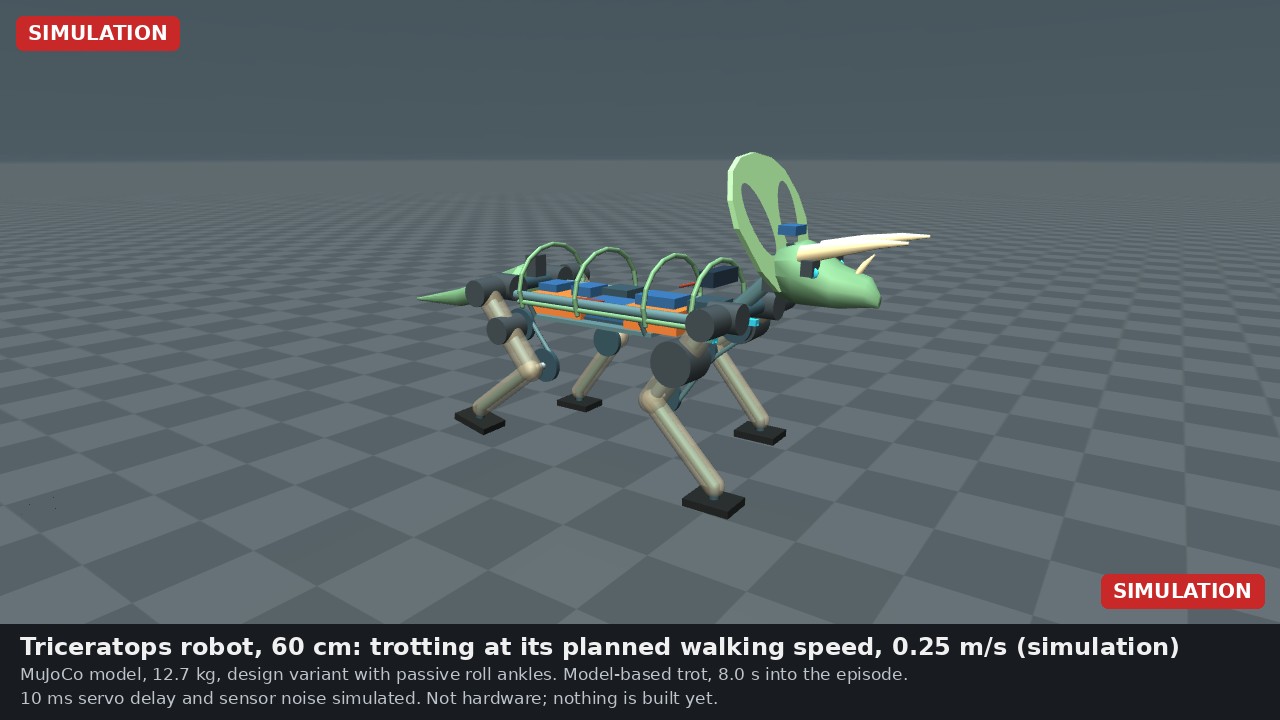 SIMULATION
SIMULATION
Triceratops robot, 60 cm: trotting at its planned walking speed, 0.25 m/s (simulation)
MuJoCo model, 12.7 kg, design variant with passive roll ankles. Model-based trot, 8.0 s into the episode.
10 ms servo delay and sensor noise simulated. Not hardware; nothing is built yet.